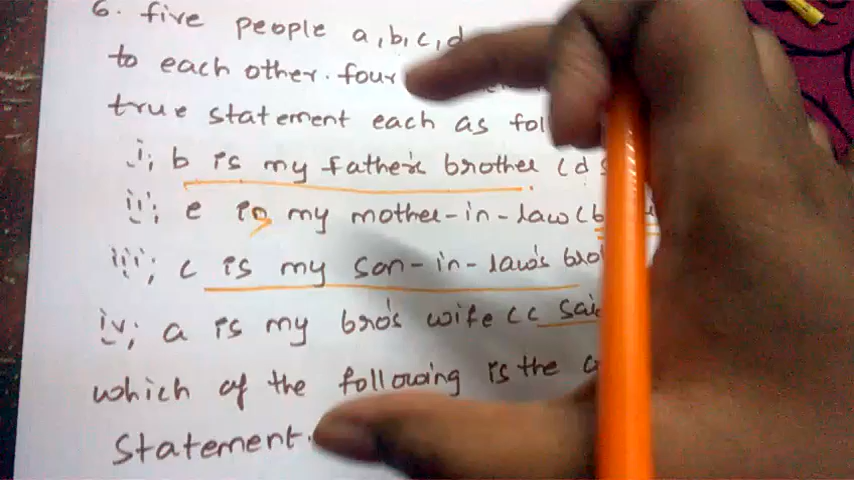 6. five people a, b, c, d
to each other. four
true statement each as fol
i; b is my father's brother (d s
ii; e is my mother-in-law (b
iii; c is my son-in-law's bro
iv; a is my bro's wife (c said
which of the following is the
statement.